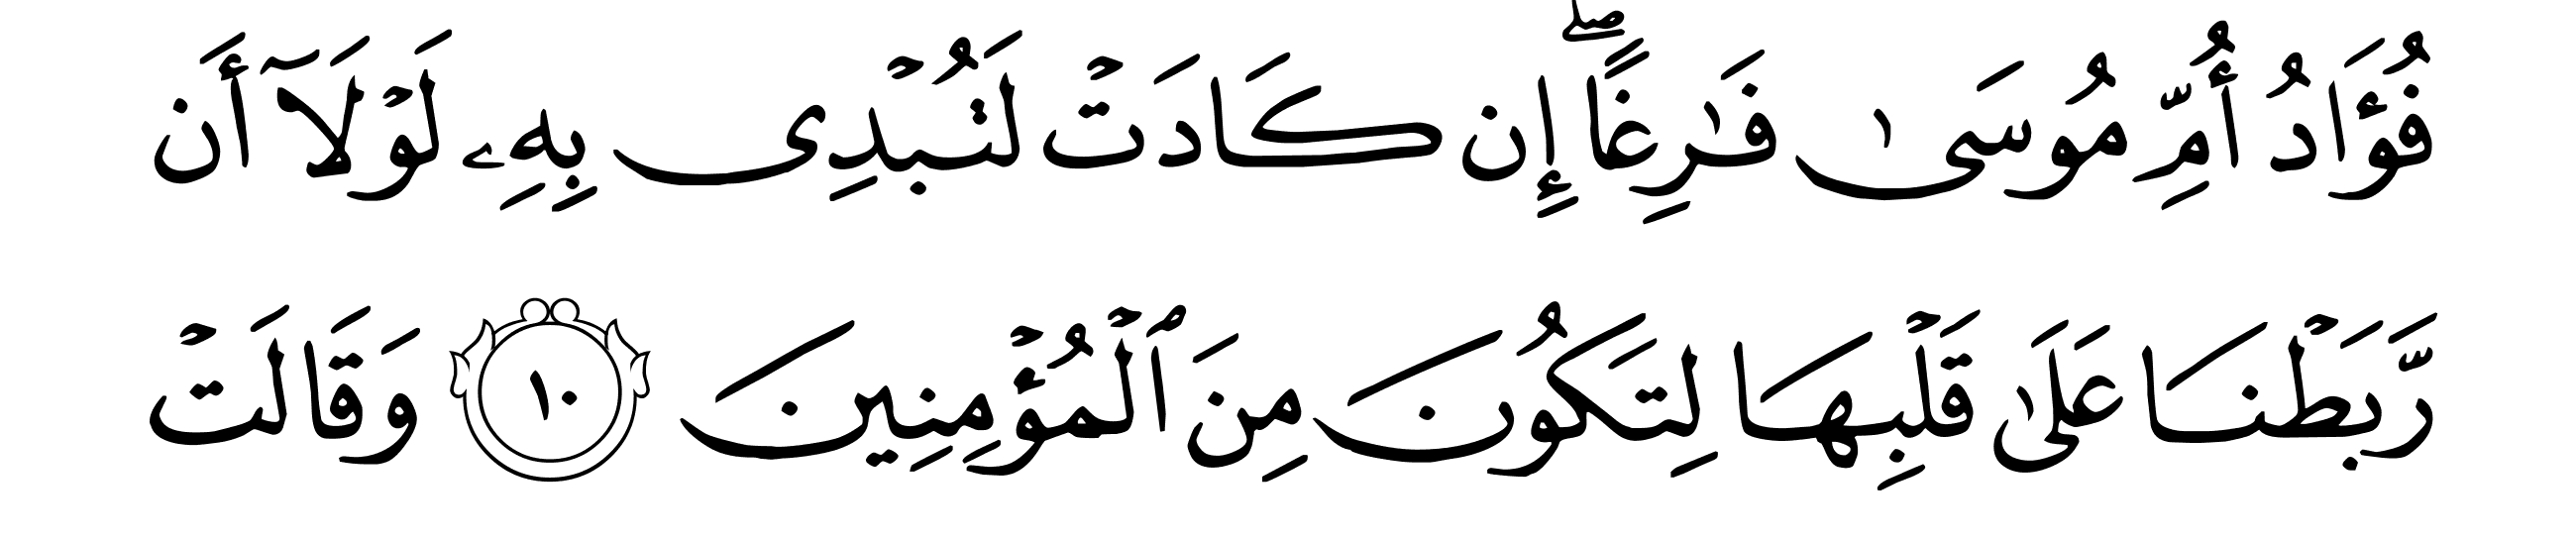 فُؤَادُ أُمِّ مُوسَىٰ فَٰرِغًا ۖ إِن كَادَتْ لَتُبْدِى بِهِۦ لَوْلَآ أَن
رَّبَطْنَا عَلَىٰ قَلْبِهَا لِتَكُونَ مِنَ ٱلْمُؤْمِنِينَ ١٠ وَقَالَتْ